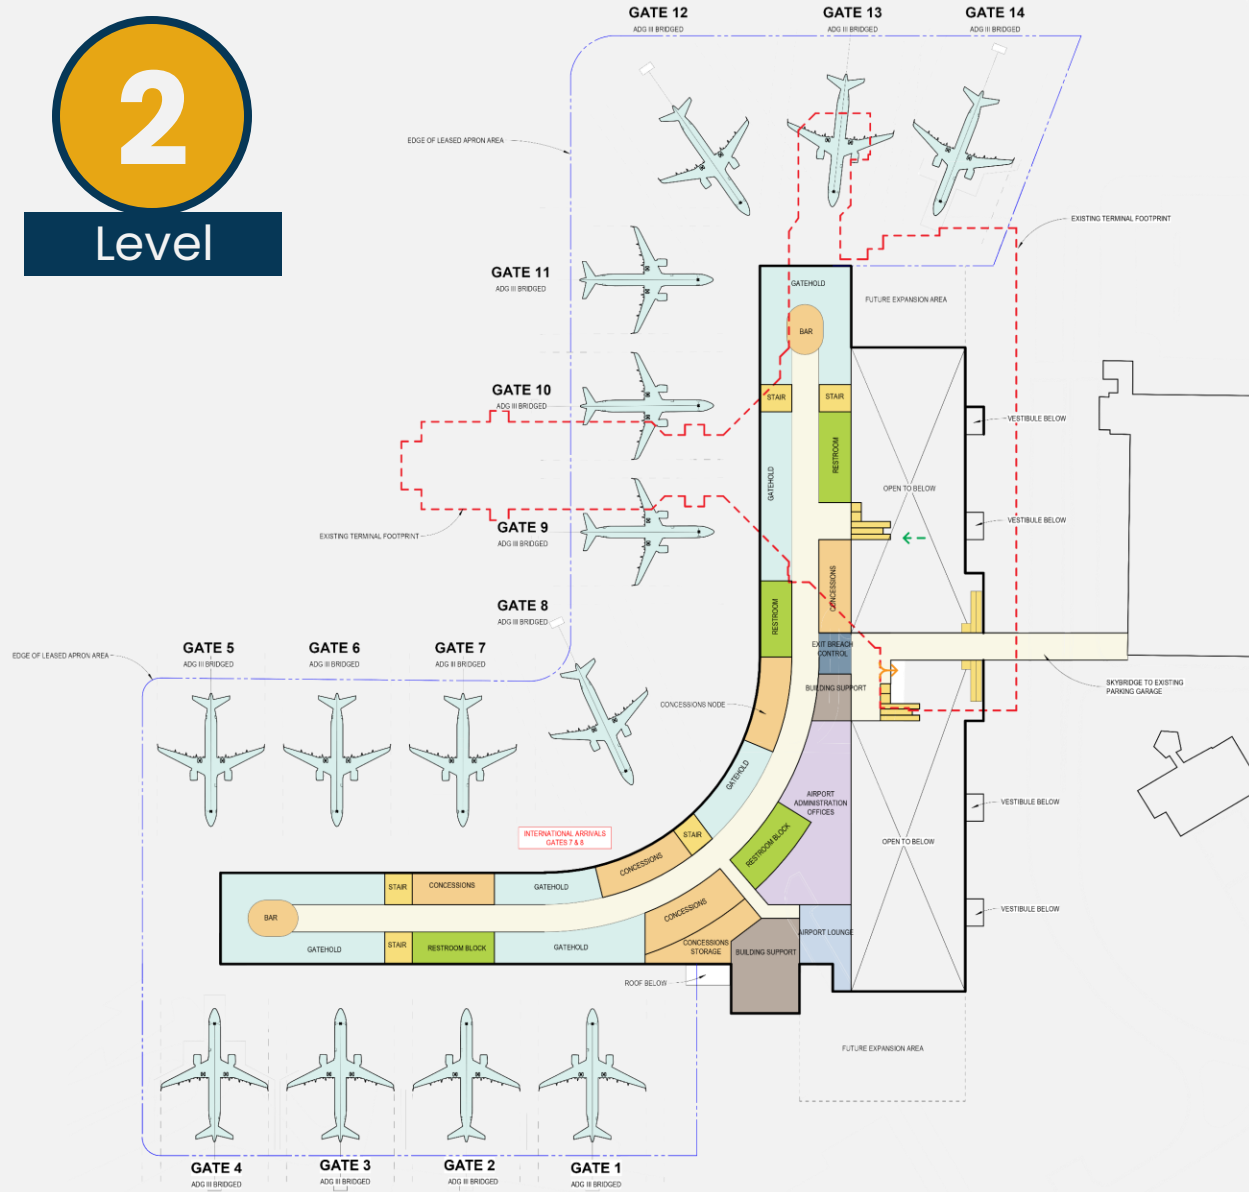 2
Level
GATE 12
ADG III BRIDGED
GATE 13
ADG III BRIDGED
GATE 14
ADG III BRIDGED
EDGE OF LEASED APRON AREA
EXISTING TERMINAL FOOTPRINT
GATE 11
ADG III BRIDGED
GATEHOLD
FUTURE EXPANSION AREA
BAR
GATE 10
ADG III BRIDGED
STAIR
STAIR
VESTIBULE BELOW
RESTROOM
GATEHOLD
OPEN TO BELOW
GATE 9
ADG III BRIDGED
EXISTING TERMINAL FOOTPRINT
VESTIBULE BELOW
CONCESSIONS
GATE 8
ADG III BRIDGED
RESTROOM
EXIT BREACH
CONTROL
EDGE OF LEASED APRON AREA
GATE 5
ADG III BRIDGED
GATE 6
ADG III BRIDGED
GATE 7
ADG III BRIDGED
BUILDING SUPPORT
SKYBRIDGE TO EXISTING
PARKING GARAGE
CONCESSIONS NODE
GATEHOLD
AIRPORT
ADMINISTRATION
OFFICES
VESTIBULE BELOW
INTERNATIONAL ARRIVALS
GATES 7 & 8
STAIR
RESTROOM BLOCK
OPEN TO BELOW
CONCESSIONS
STAIR
CONCESSIONS
GATEHOLD
BAR
CONCESSIONS
VESTIBULE BELOW
GATEHOLD
STAIR
RESTROOM BLOCK
GATEHOLD
CONCESSIONS
STORAGE
BUILDING SUPPORT
AIRPORT LOUNGE
ROOF BELOW
FUTURE EXPANSION AREA
GATE 4
ADG III BRIDGED
GATE 3
ADG III BRIDGED
GATE 2
ADG III BRIDGED
GATE 1
ADG III BRIDGED